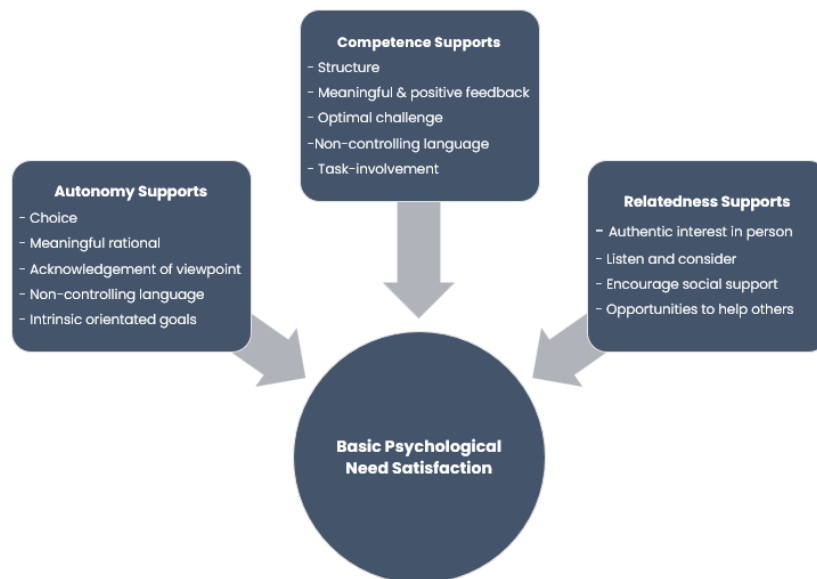 Competence Supports
- Structure
- Meaningful & positive feedback
- Optimal challenge
-Non-controlling language
- Task-involvement
Autonomy Supports
- Choice
- Meaningful rational
- Acknowledgement of viewpoint
- Non-controlling language
- Intrinsic orientated goals
Relatedness Supports
- Authentic interest in person
- Listen and consider
- Encourage social support
- Opportunities to help others
Basic Psychological
Need Satisfaction